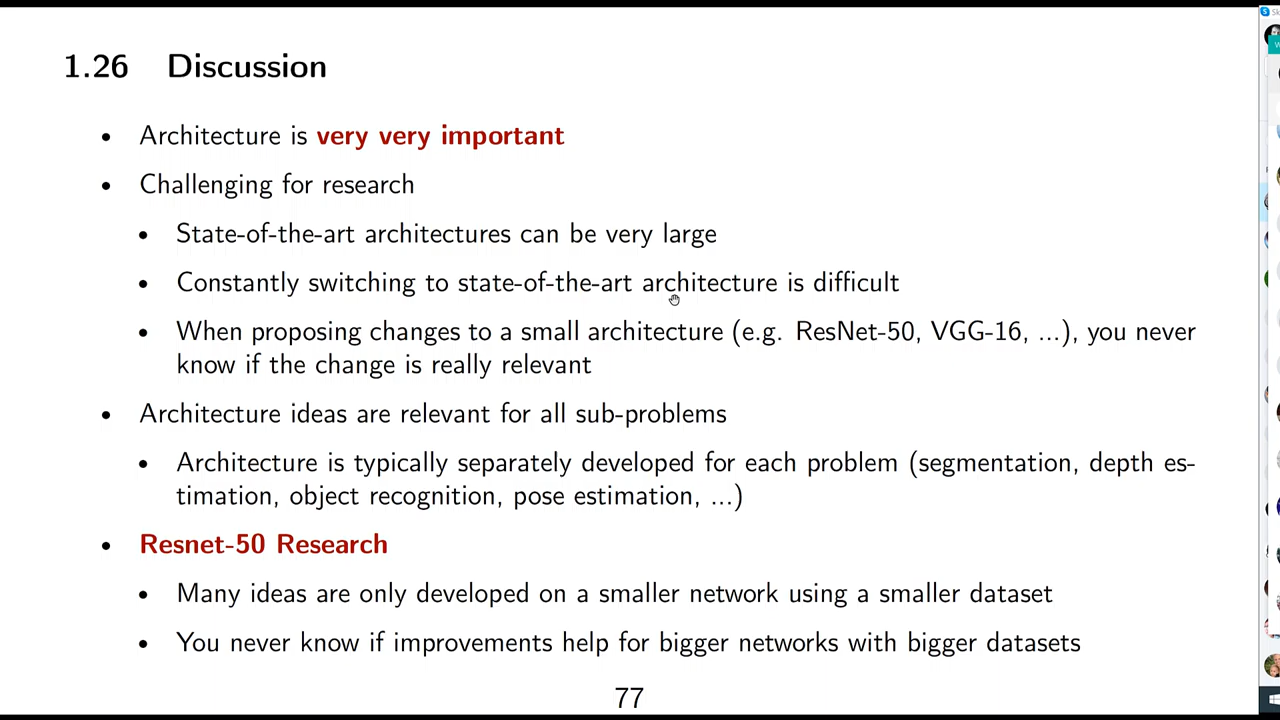 1.26 Discussion
• Architecture is very very important
• Challenging for research
• State-of-the-art architectures can be very large
• Constantly switching to state-of-the-art architecture is difficult
• When proposing changes to a small architecture (e.g. ResNet-50, VGG-16, ...), you never
know if the change is really relevant
• Architecture ideas are relevant for all sub-problems
• Architecture is typically separately developed for each problem (segmentation, depth es-
timation, object recognition, pose estimation, ...)
• Resnet-50 Research
• Many ideas are only developed on a smaller network using a smaller dataset
• You never know if improvements help for bigger networks with bigger datasets
77